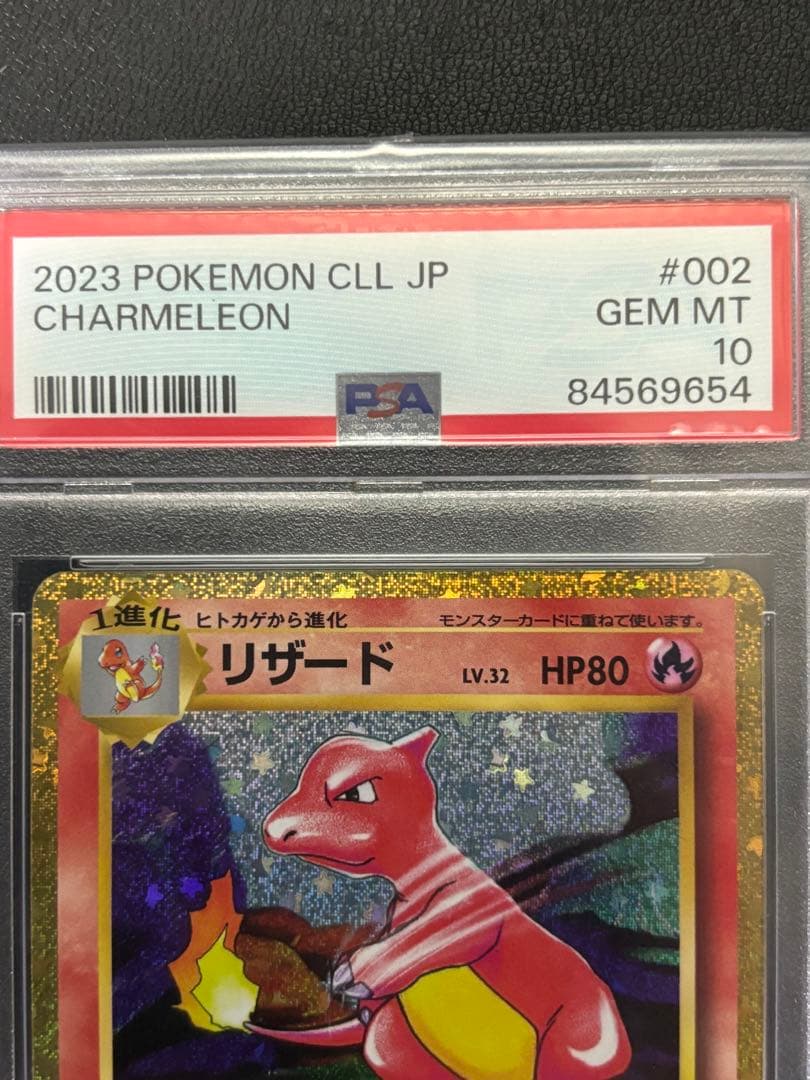 2023 POKEMON CLL JP
#002
CHARMELEON
GEM MT
10
PSA
84569654
1進化
ヒトカゲから進化
モンスターカードに重ねて使います。
リザード
LV.32
HP80